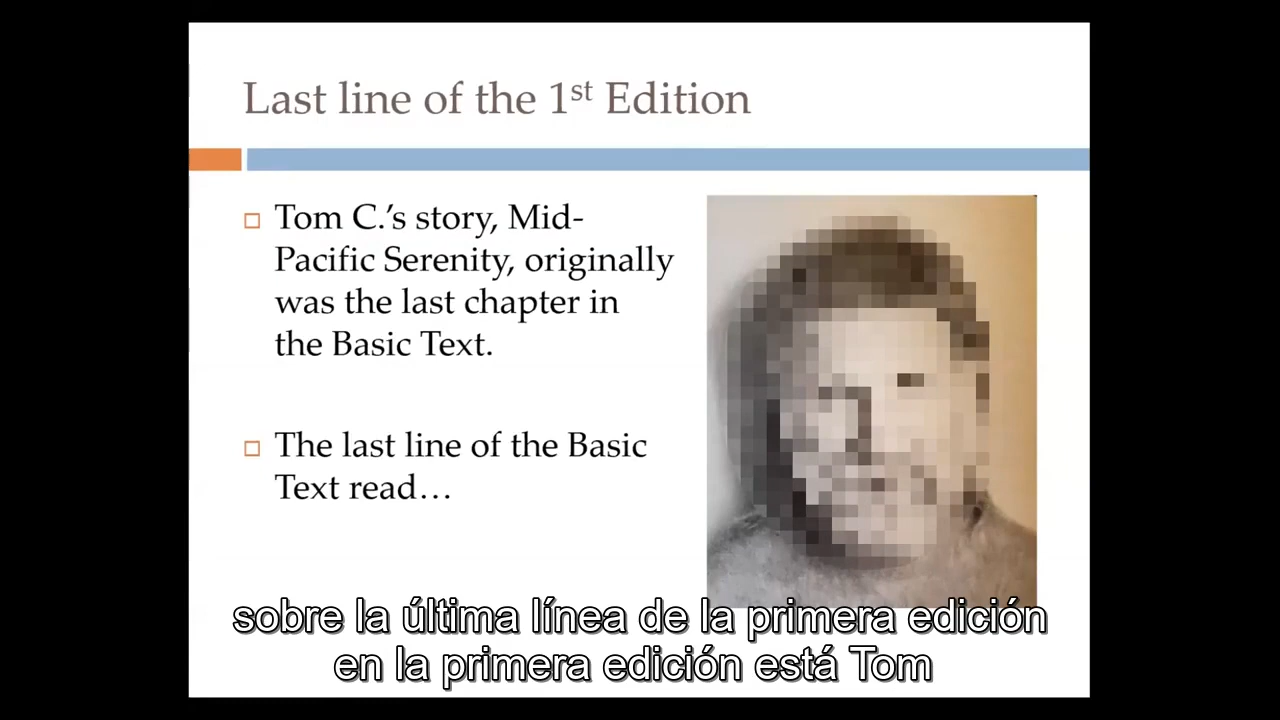 Last line of the 1st Edition
Tom C.'s story, Mid-
Pacific Serenity, originally
was the last chapter in
the Basic Text.
The last line of the Basic
Text read…
sobre la última línea de la primera edición
en la primera edición está Tom